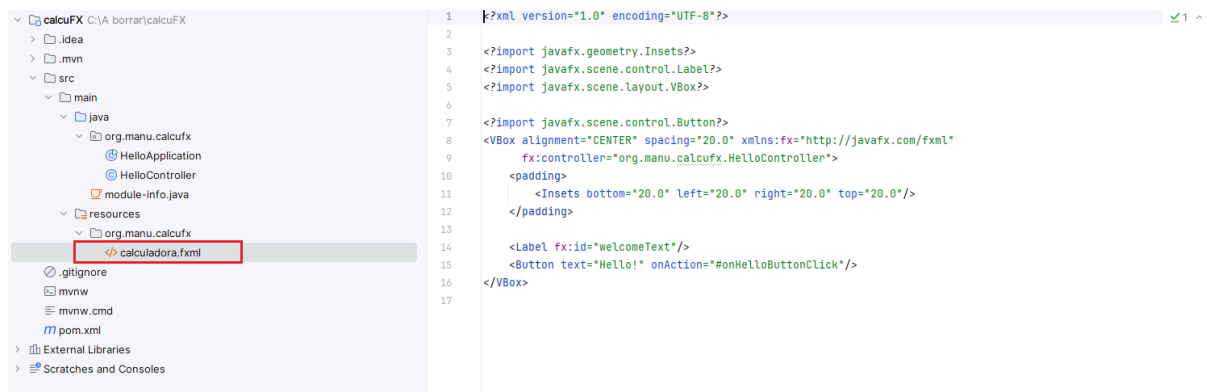 calcuFX C:\A borrar\calcuFX
.idea
.mvn
src
main
java
org.manu.calcufx
HelloApplication
HelloController
module-info.java
resources
org.manu.calcufx
calculadora.fxml
.gitignore
mvnw
mvnw.cmd
pom.xml
External Libraries
Scratches and Consoles
1 <?xml version="1.0" encoding="UTF-8"?>
2
3 <?import javafx.geometry.Insets?>
4 <?import javafx.scene.control.Label?>
5 <?import javafx.scene.layout.VBox?>
6
7 <?import javafx.scene.control.Button?>
8 <VBox alignment="CENTER" spacing="20.0" xmlns:fx="http://javafx.com/fxml"
9 fx:controller="org.manu.calcufx.HelloController">
10 <padding>
11 <Insets bottom="20.0" left="20.0" right="20.0" top="20.0"/>
12 </padding>
13
14 <Label fx:id="welcomeText"/>
15 <Button text="Hello!" onAction="#onHelloButtonClick"/>
16 </VBox>
17
1